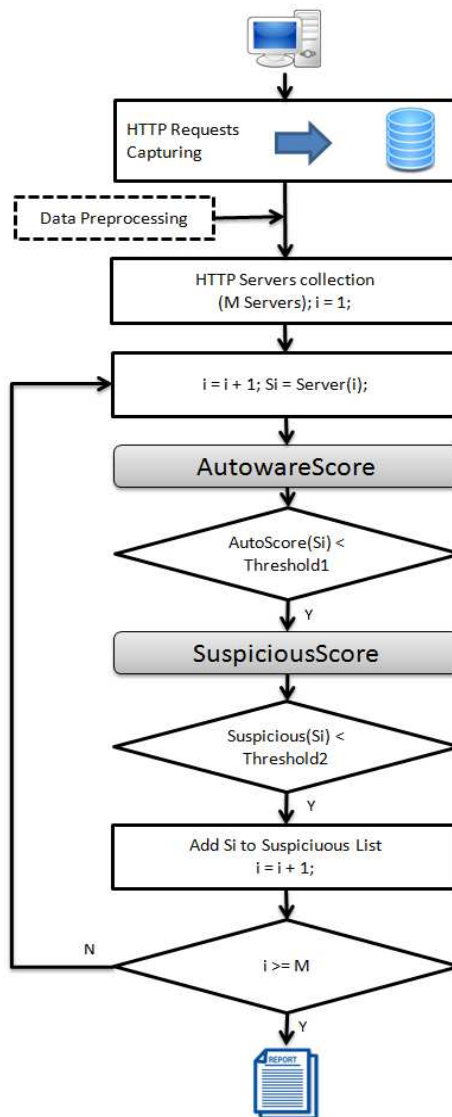 HTTP Requests
Capturing
Data Preprocessing
HTTP Servers collection
(M Servers); i = 1;
i = i + 1; Si = Server(i);
AutowareScore
AutoScore(Si) <
Threshold1
Y
SuspiciousScore
Suspicious(Si) <
Threshold2
Y
Add Si to Suspiciuous List
i = i + 1;
N
i >= M
Y
REPORT